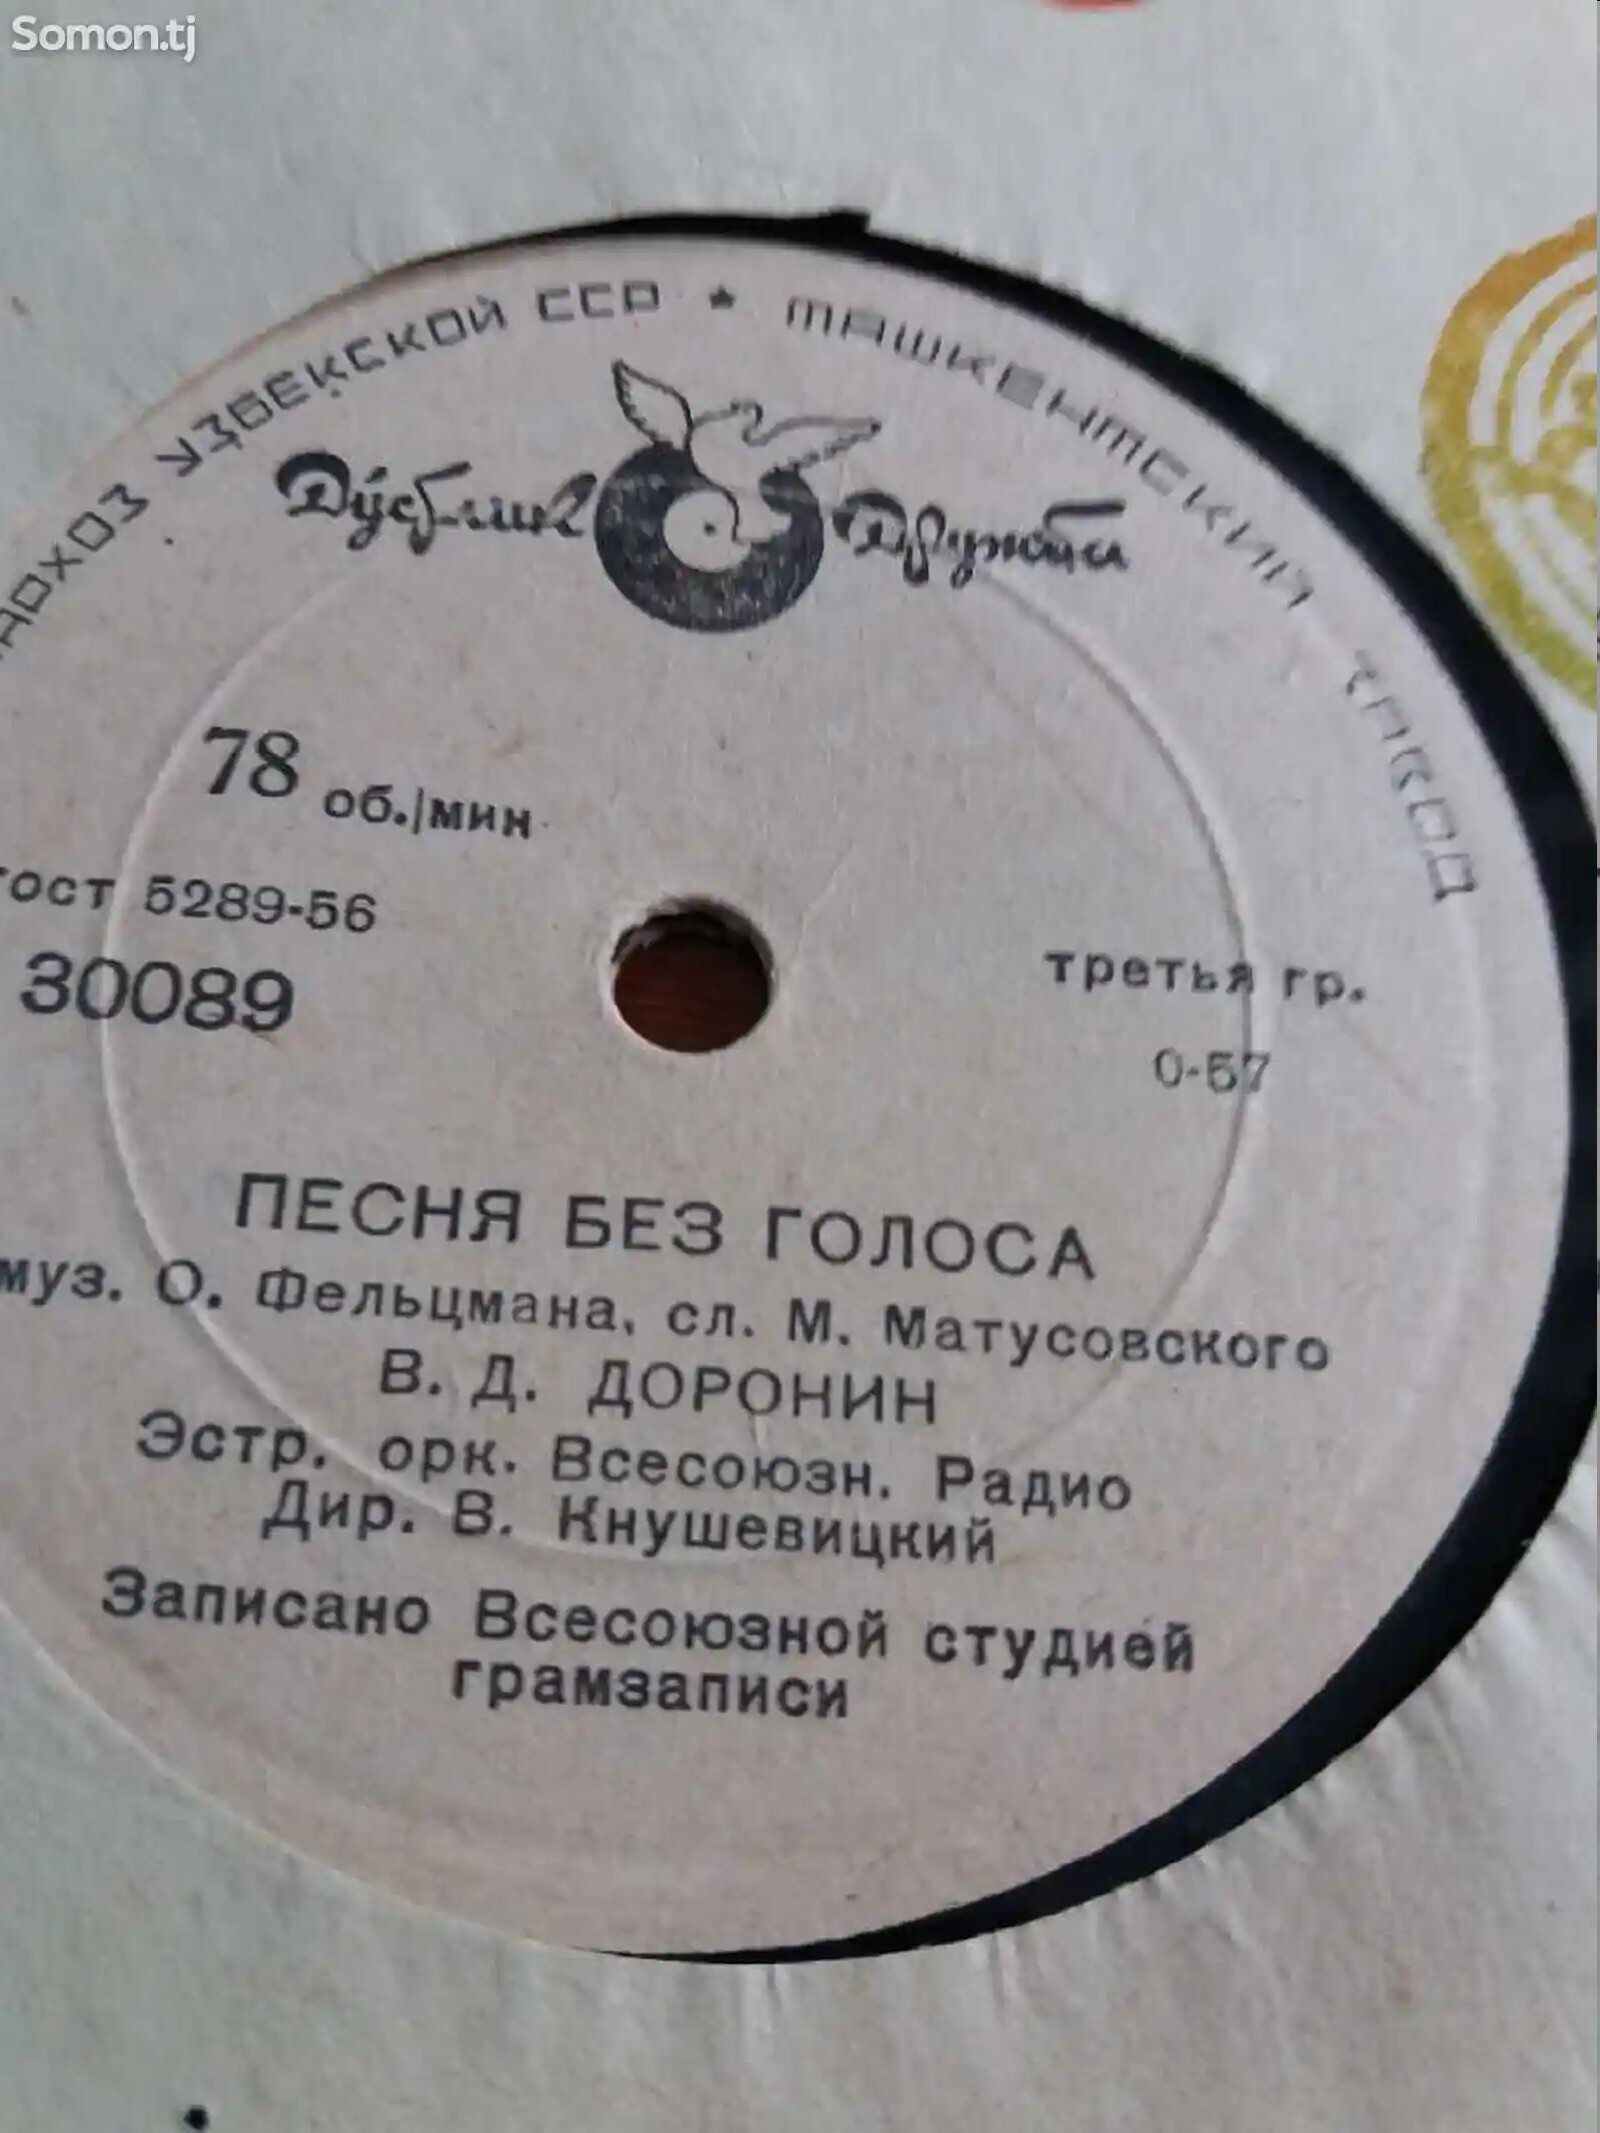 Somon.tj
УЗБЕКСКОЙ ССР ★ ТАШКЕНТСКИЙ ЗАВОД
Дўстлик Дружба
78 об./мин
гост 5289-56
30089
третья гр.
0-57
ПЕСНЯ БЕЗ ГОЛОСА
муз. О. Фельцмана, сл. М. Матусовского
В. Д. ДОРОНИН
Эстр. орк. Всесоюзн. Радио
Дир. В. Кнушевицкий
Записано Всесоюзной студией
грамзаписи